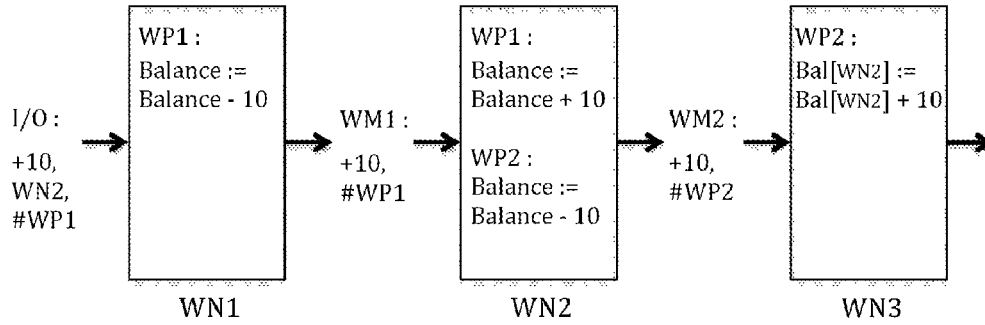 I/O :
+10,
WN2,
#WP1
WP1 :
Balance :=
Balance - 10
WN1
WM1 :
+10,
#WP1
WP1 :
Balance :=
Balance + 10
WP2 :
Balance :=
Balance - 10
WN2
WM2 :
+10,
#WP2
WP2 :
Bal[WN2] :=
Bal[WN2] + 10
WN3